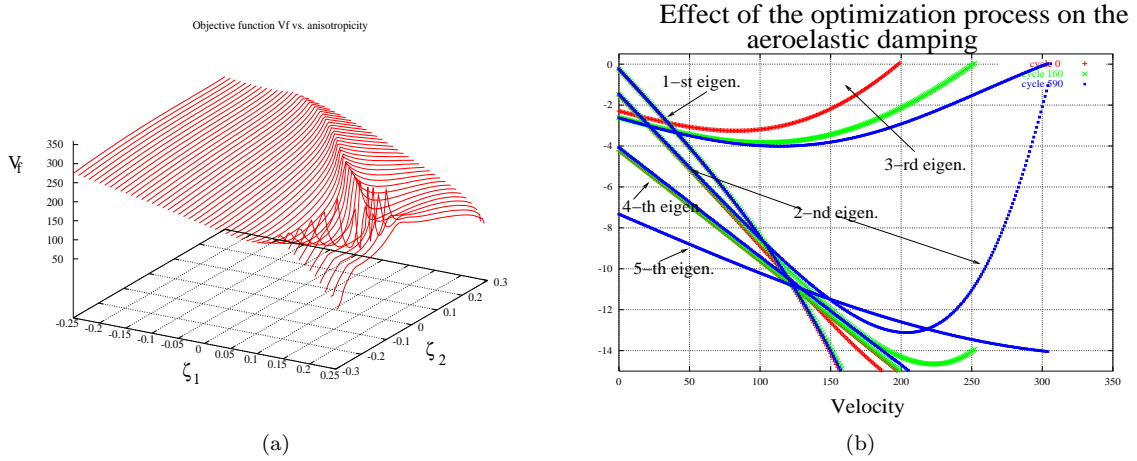 Objective function Vf vs. anisotropicity
V_f
350
300
250
200
150
100
50
-0.25
-0.2
-0.15
-0.1
-0.05
0
0.05
0.1
0.15
0.2
0.25
ζ_1
-0.3
-0.2
-0.1
0
0.1
0.2
0.3
ζ_2
(a)
Effect of the optimization process on the
aeroelastic damping
cycle 0
cycle 160
cycle 590
1-st eigen.
3-rd eigen.
4-th eigen.
2-nd eigen.
5-th eigen.
0
-2
-4
-6
-8
-10
-12
-14
0
50
100
150
200
250
300
350
Velocity
(b)